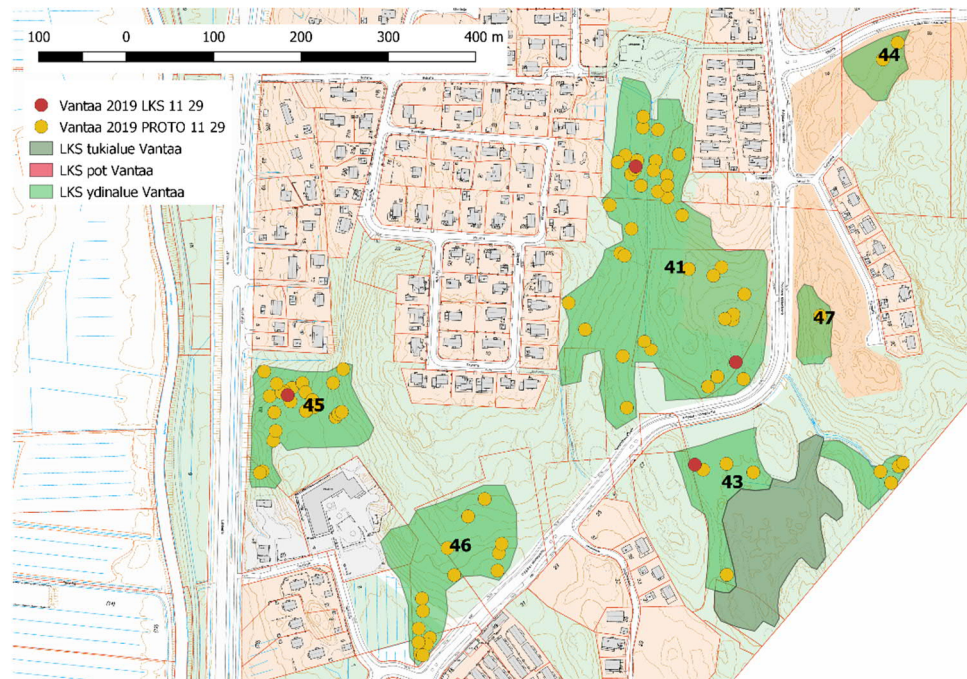 100 0 100 200 300 400 m
Vantaa 2019 LKS 11 29
Vantaa 2019 PROTO 11 29
LKS tukialue Vantaa
LKS pot Vantaa
LKS ydinalue Vantaa
44
41
47
45
43
46